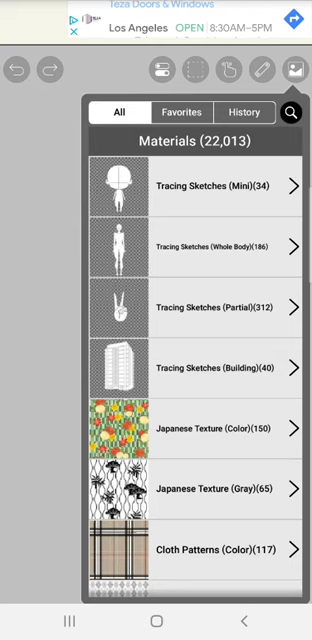 Teza Doors & Windows
Los Angeles OPEN 8:30AM–5PM
All Favorites History
Materials (22,013)
Tracing Sketches (Mini)(34)
Tracing Sketches (Whole Body)(186)
Tracing Sketches (Partial)(312)
Tracing Sketches (Building)(40)
Japanese Texture (Color)(150)
Japanese Texture (Gray)(65)
Cloth Patterns (Color)(117)